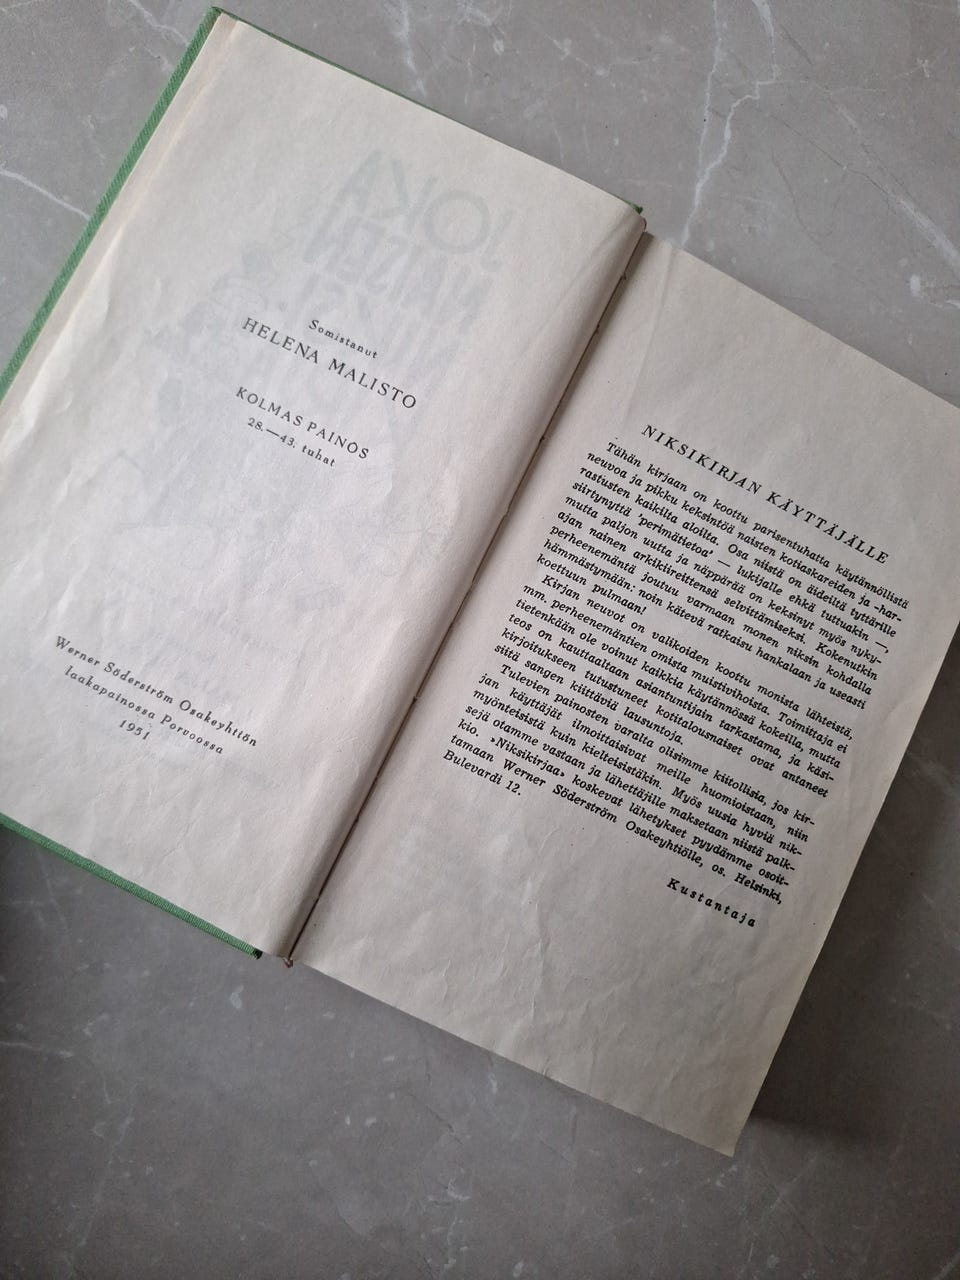 Somistanut
HELENA MALISTO
KOLMAS PAINOS
28.—43. tuhat
Werner Söderström Osakeyhtiön
laakapainossa Porvoossa
1951
NIKSIKIRJAN KÄYTTÄJÄLLE
Tähän kirjaan on koottu parisentuhatta käytännöllistä
neuvoa ja pikku keksintöä naisten kotiaskareiden ja -har-
rastusten kaikilta aloilta. Osa niistä on äideiltä tyttärille
siirtynyttä 'perimätietoa' — lukijalle ehkä tuttuakin —,
mutta paljon uutta ja näppärää on keksinyt myös nyky-
ajan nainen arkikiireittensä selvittämiseksi. Kokenutkin
perheenemäntä joutuu varmaan monen niksin kohdalla
hämmästymään: noin kätevä ratkaisu hankalaan ja useasti
koettuun pulmaan!
Kirjan neuvot on valikoiden koottu monista lähteistä,
mm. perheenemäntien omista muistivihoista. Toimittaja ei
tietenkään ole voinut kaikkia käytännössä kokeilla, mutta
teos on kauttaaltaan asiantuntijain tarkastama, ja käsi-
kirjoitukseen tutustuneet kotitalousnaiset ovat antaneet
siitä sangen kiittäviä lausuntoja.
Tulevien painosten varalta olisimme kiitollisia, jos kir-
jan käyttäjät ilmoittaisivat meille huomioistaan, niin
myönteisistä kuin kielteisistäkin. Myös uusia hyviä nik-
sejä otamme vastaan ja lähettäjille maksetaan niistä palk-
kio. »Niksikirjaa» koskevat lähetykset pyydämme osoit-
tamaan Werner Söderström Osakeyhtiölle, os. Helsinki,
Bulevardi 12.
Kustantaja